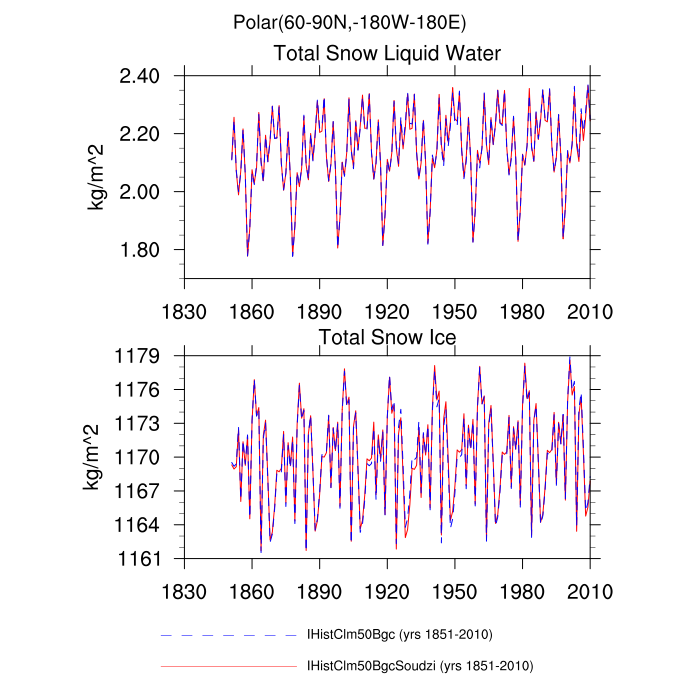 Polar(60-90N,-180W-180E)
Total Snow Liquid Water
2.40
2.20
2.00
1.80
kg/m^2
1830 1860 1890 1920 1950 1980 2010
Total Snow Ice
1179
1176
1173
1170
1167
1164
1161
kg/m^2
1830 1860 1890 1920 1950 1980 2010
IHistClm50Bgc (yrs 1851-2010)
IHistClm50BgcSoudzi (yrs 1851-2010)